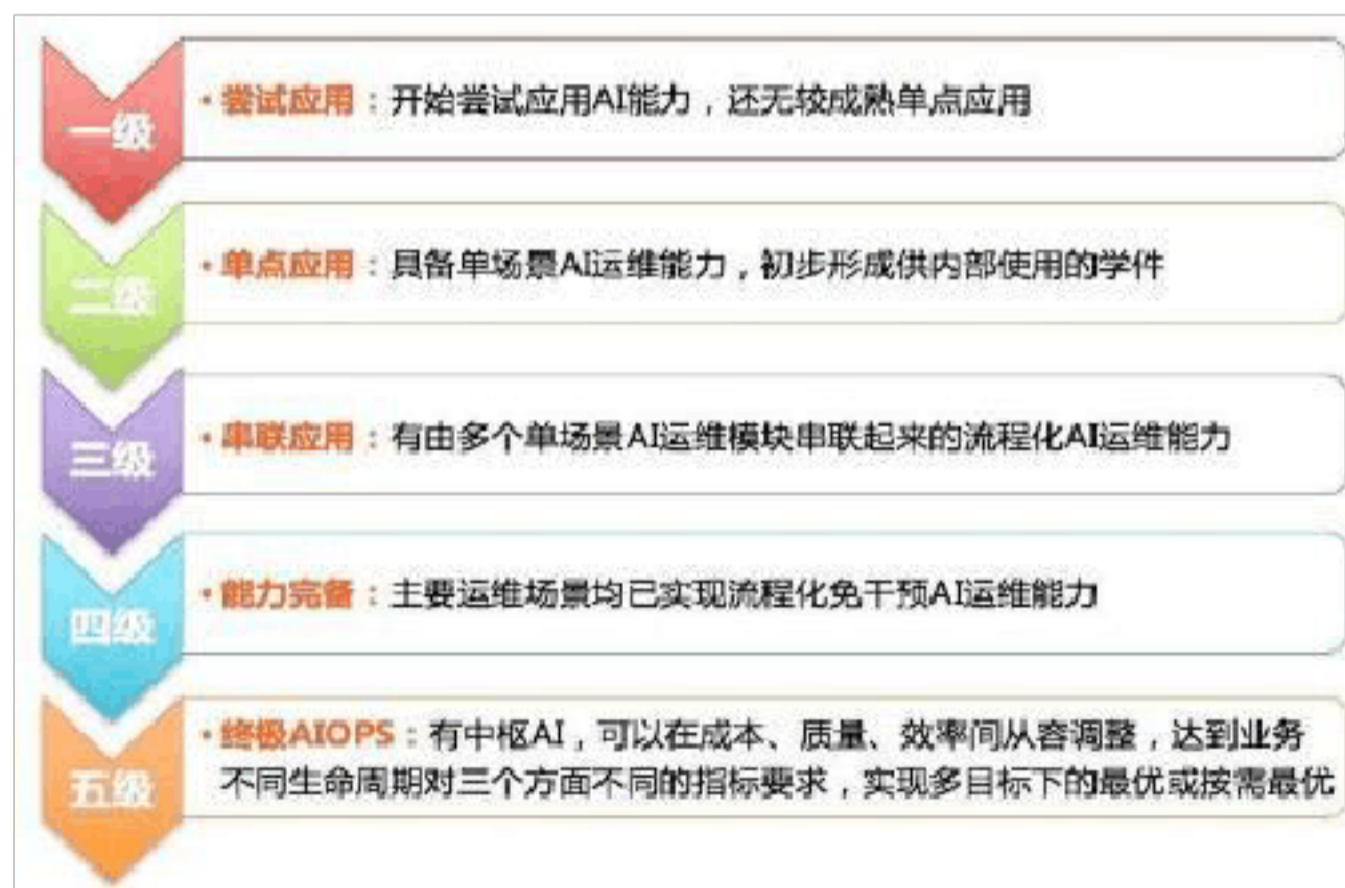 一级
• 尝试应用：开始尝试应用AI能力，还无较成熟单点应用
二级
• 单点应用：具备单场景AI运维能力，初步形成供内部使用的学件
三级
• 串联应用：有由多个单场景AI运维模块串联起来的流程化AI运维能力
四级
• 能力完备：主要运维场景均已实现流程化免干预AI运维能力
五级
• 终极AIOPS：有中枢AI，可以在成本、质量、效率间从容调整，达到业务
不同生命周期对三个方面不同的指标要求，实现多目标下的最优或按需最优